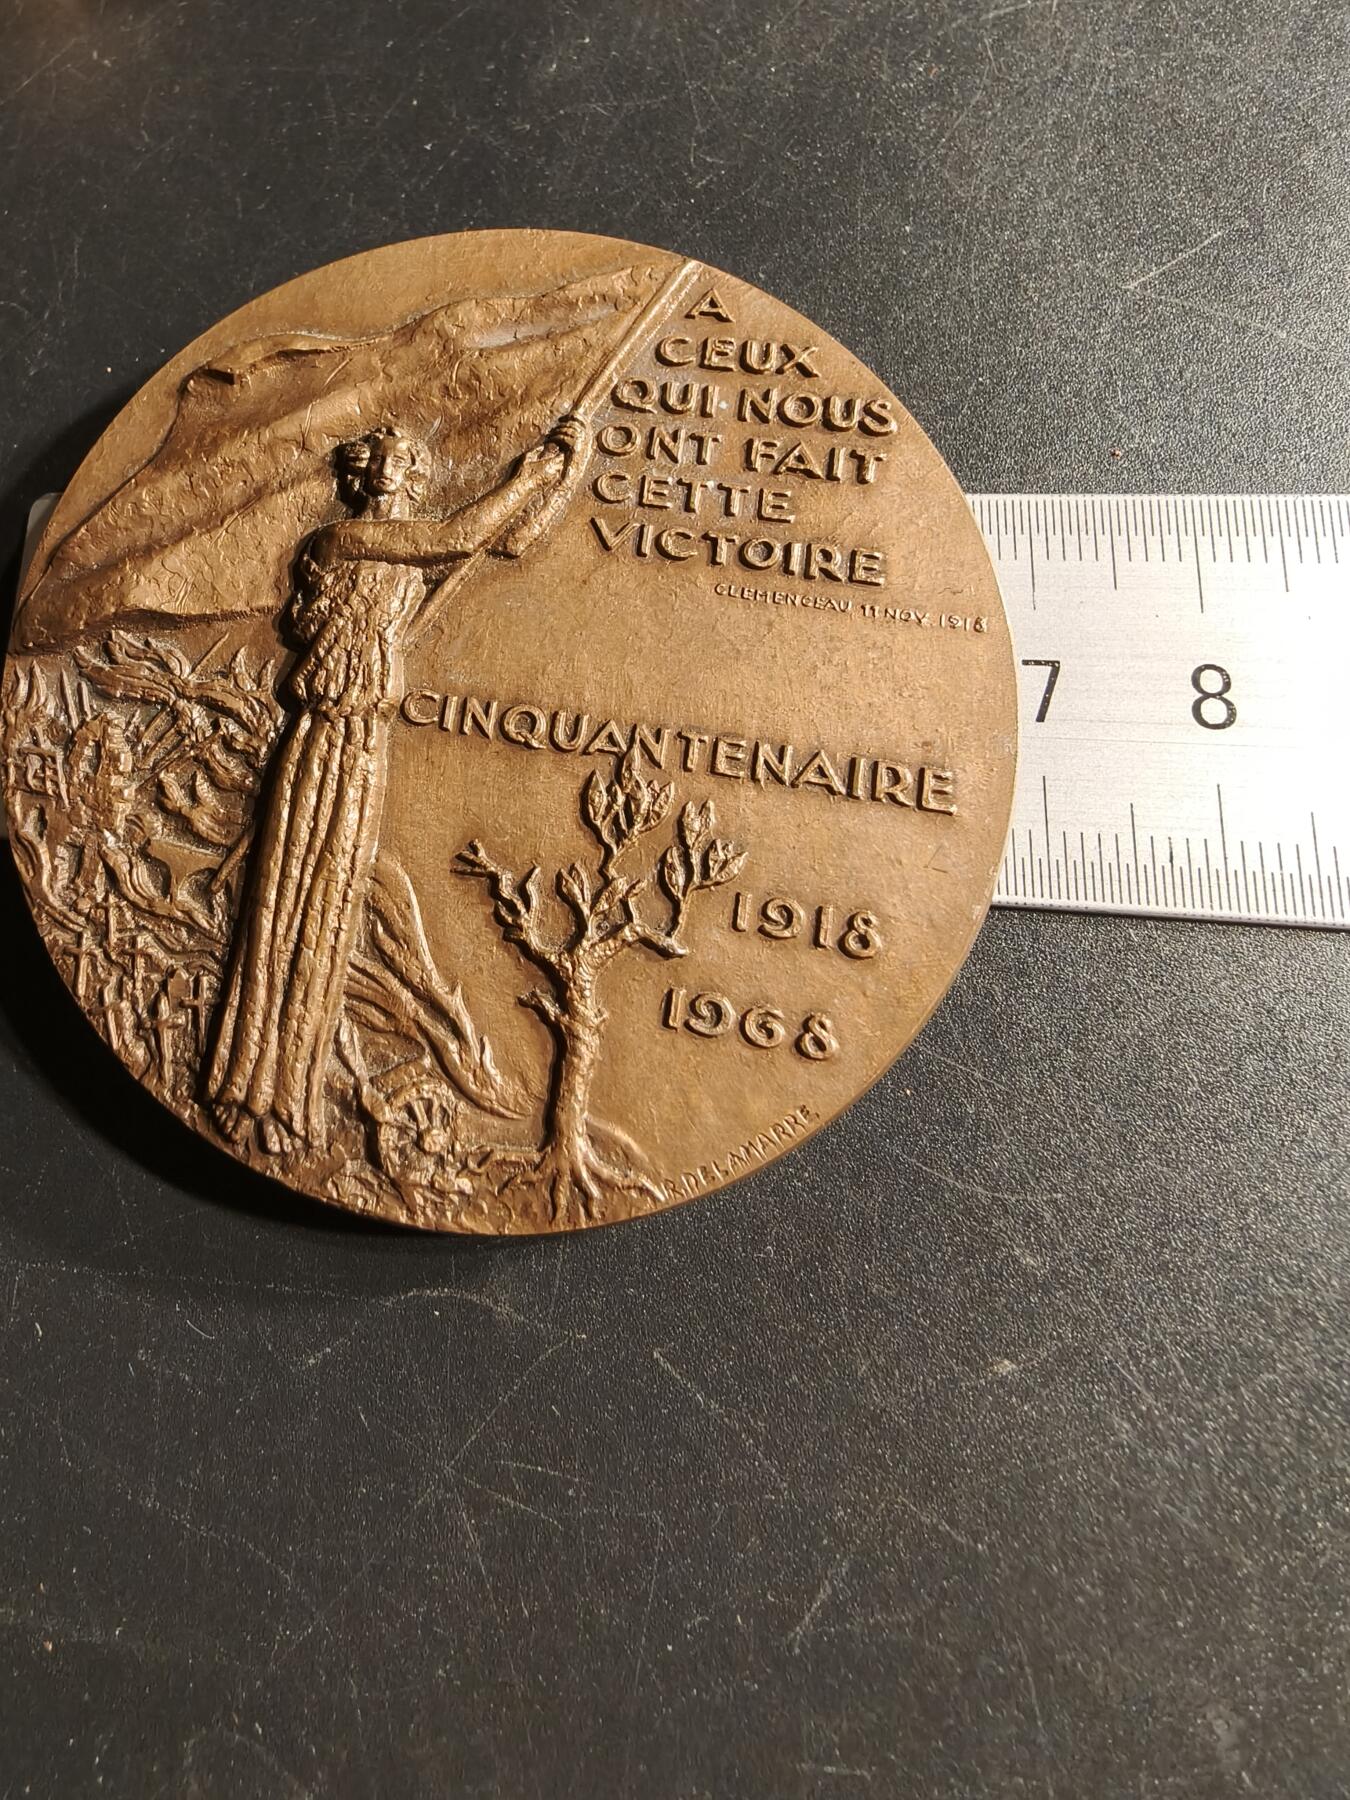 A
CEUX
QUI NOUS
ONT FAIT
CETTE
VICTOIRE
CLEMENCEAU 11 NOV. 1918
CINQUANTENAIRE
1918
1968
R.DELAMARRE
7 8